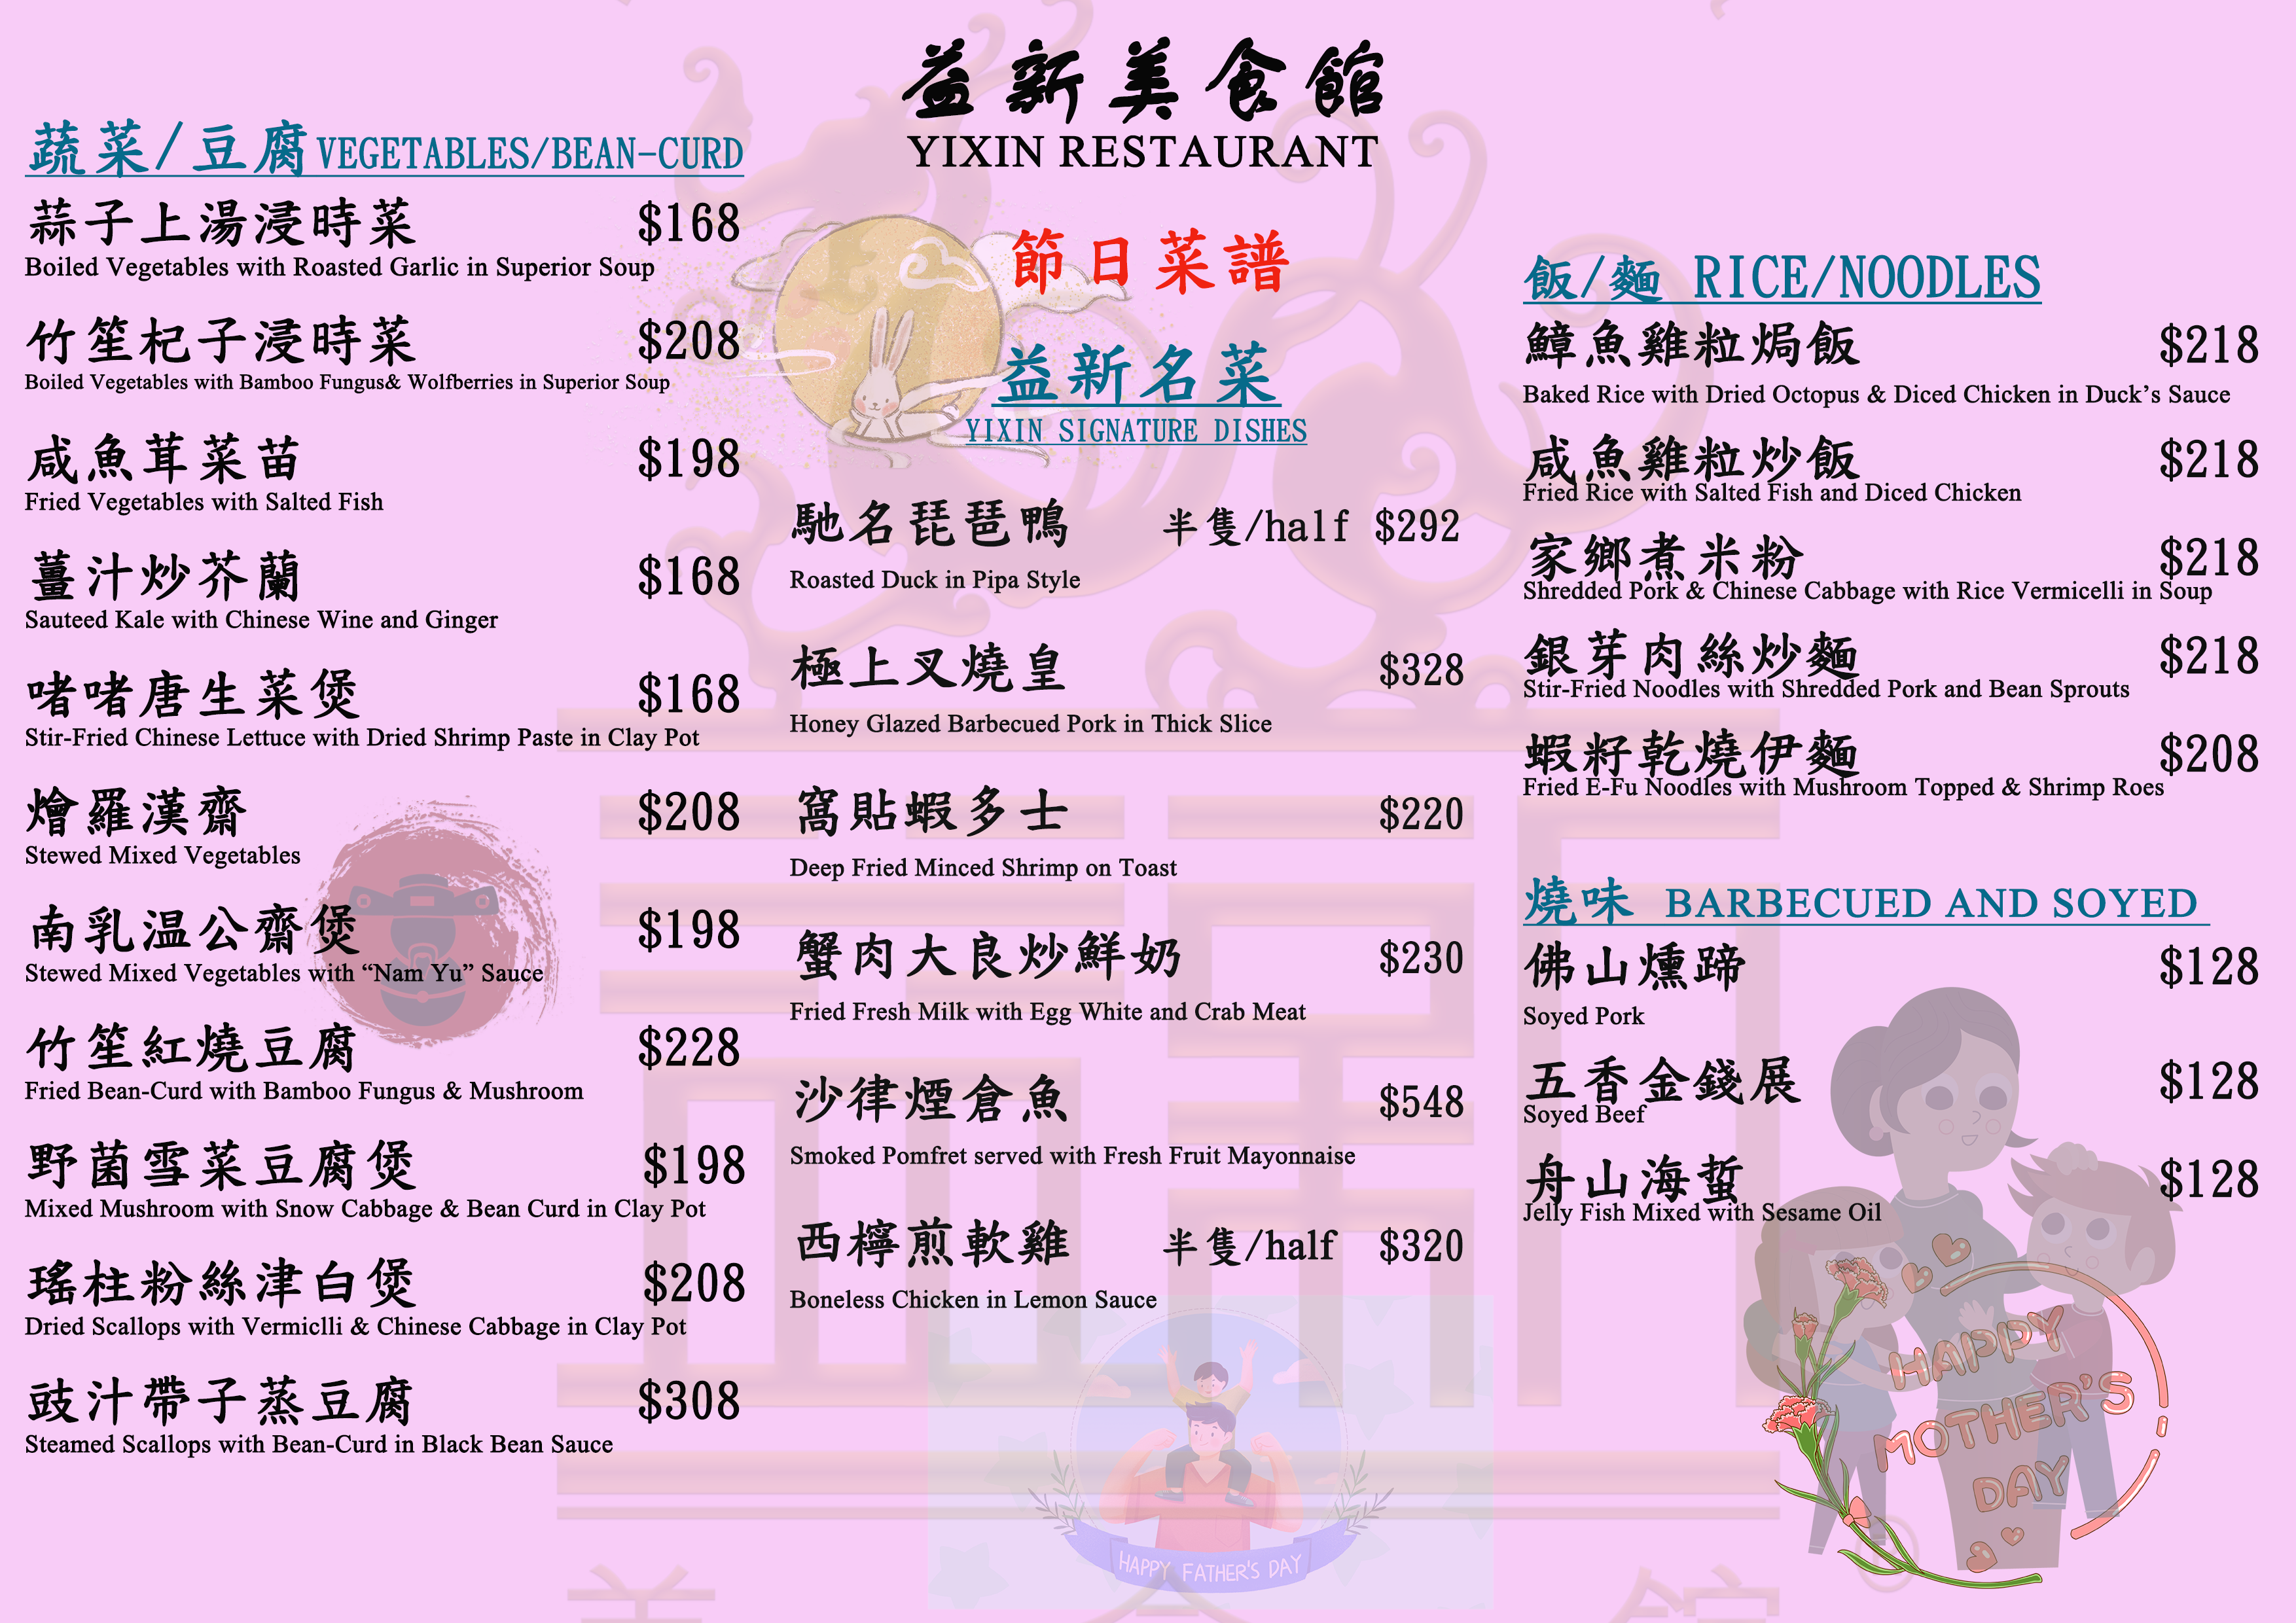 益新美食館
YIXIN RESTAURANT
蔬菜/豆腐VEGETABLES/BEAN-CURD
蒜子上湯浸時菜 $168
Boiled Vegetables with Roasted Garlic in Superior Soup
竹笙杞子浸時菜 $208
Boiled Vegetables with Bamboo Fungus& Wolfberries in Superior Soup
咸魚茸菜苗 $198
Fried Vegetables with Salted Fish
薑汁炒芥蘭 $168
Sauteed Kale with Chinese Wine and Ginger
啫啫唐生菜煲 $168
Stir-Fried Chinese Lettuce with Dried Shrimp Paste in Clay Pot
燴羅漢齋 $208
Stewed Mixed Vegetables
南乳温公齋煲 $198
Stewed Mixed Vegetables with “Nam Yu” Sauce
竹笙紅燒豆腐 $228
Fried Bean-Curd with Bamboo Fungus & Mushroom
野菌雪菜豆腐煲 $198
Mixed Mushroom with Snow Cabbage & Bean Curd in Clay Pot
瑤柱粉絲津白煲 $208
Dried Scallops with Vermiclli & Chinese Cabbage in Clay Pot
豉汁帶子蒸豆腐 $308
Steamed Scallops with Bean-Curd in Black Bean Sauce
節日菜譜
益新名菜
YIXIN SIGNATURE DISHES
馳名琵琶鴨 半隻/half $292
Roasted Duck in Pipa Style
極上叉燒皇 $328
Honey Glazed Barbecued Pork in Thick Slice
窩貼蝦多士 $220
Deep Fried Minced Shrimp on Toast
蟹肉大良炒鮮奶 $230
Fried Fresh Milk with Egg White and Crab Meat
沙律煙倉魚 $548
Smoked Pomfret served with Fresh Fruit Mayonnaise
西檸煎軟雞 半隻/half $320
Boneless Chicken in Lemon Sauce
HAPPY FATHER'S DAY
飯/麵 RICE/NOODLES
鱆魚雞粒焗飯 $218
Baked Rice with Dried Octopus & Diced Chicken in Duck’s Sauce
咸魚雞粒炒飯 $218
Fried Rice with Salted Fish and Diced Chicken
家鄉煮米粉 $218
Shredded Pork & Chinese Cabbage with Rice Vermicelli in Soup
銀芽肉絲炒麵 $218
Stir-Fried Noodles with Shredded Pork and Bean Sprouts
蝦籽乾燒伊麵 $208
Fried E-Fu Noodles with Mushroom Topped & Shrimp Roes
燒味 BARBECUED AND SOYED
佛山燻蹄 $128
Soyed Pork
五香金錢展 $128
Soyed Beef
舟山海蜇 $128
Jelly Fish Mixed with Sesame Oil
HAPPY
MOTHER'S
DAY